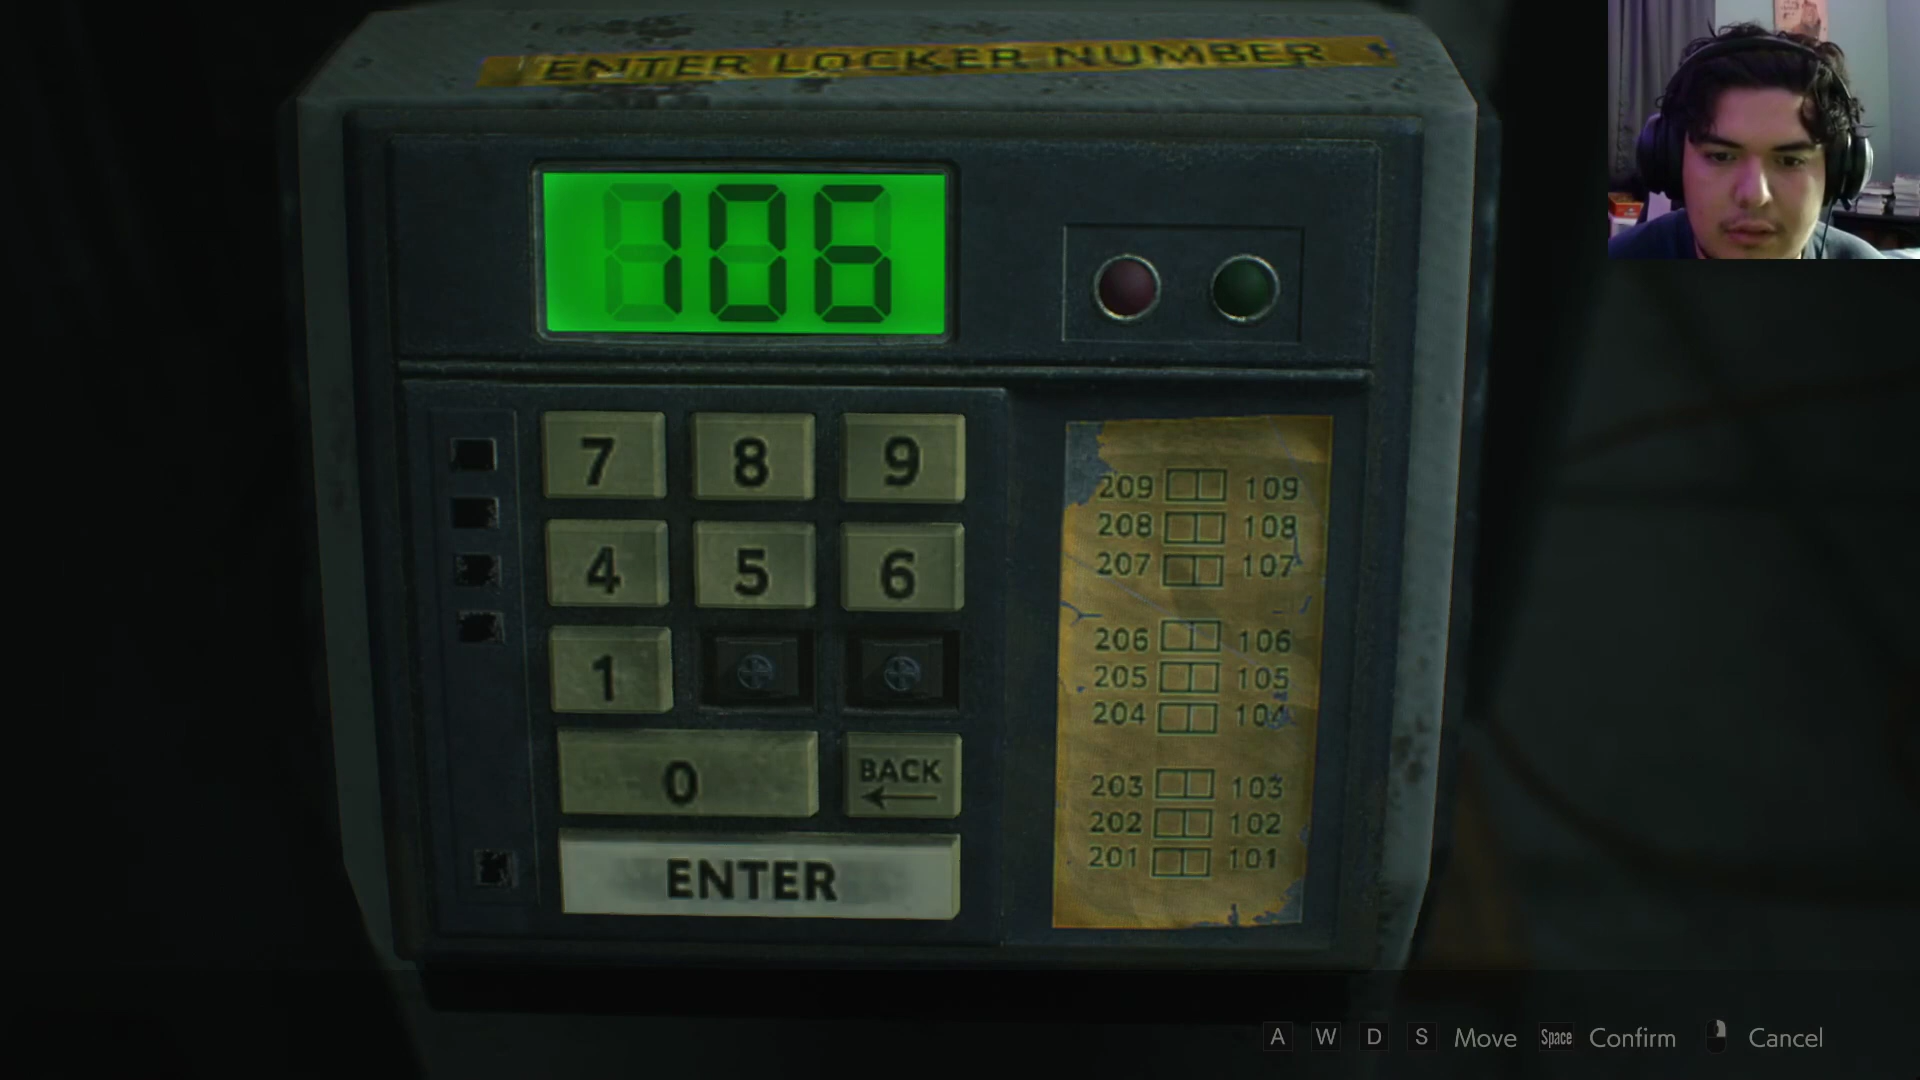 ENTER LOCKER NUMBER
106
7 8 9
4 5 6
1
0 BACK
ENTER
209 109
208 108
207 107
206 106
205 105
204 104
203 103
202 102
201 101
A W D S Move Space Confirm Cancel